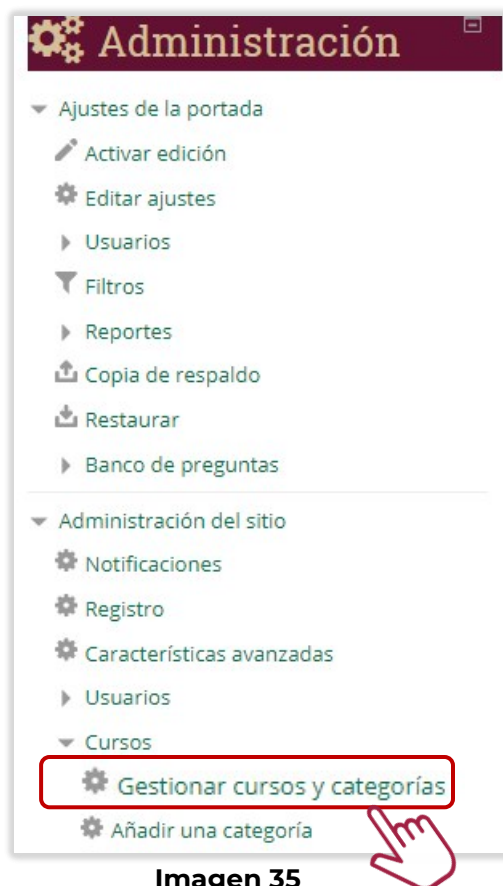 Administración
Ajustes de la portada
Activar edición
Editar ajustes
Usuarios
Filtros
Reportes
Copia de respaldo
Restaurar
Banco de preguntas
Administración del sitio
Notificaciones
Registro
Características avanzadas
Usuarios
Cursos
Gestionar cursos y categorías
Añadir una categoría
Imagen 35